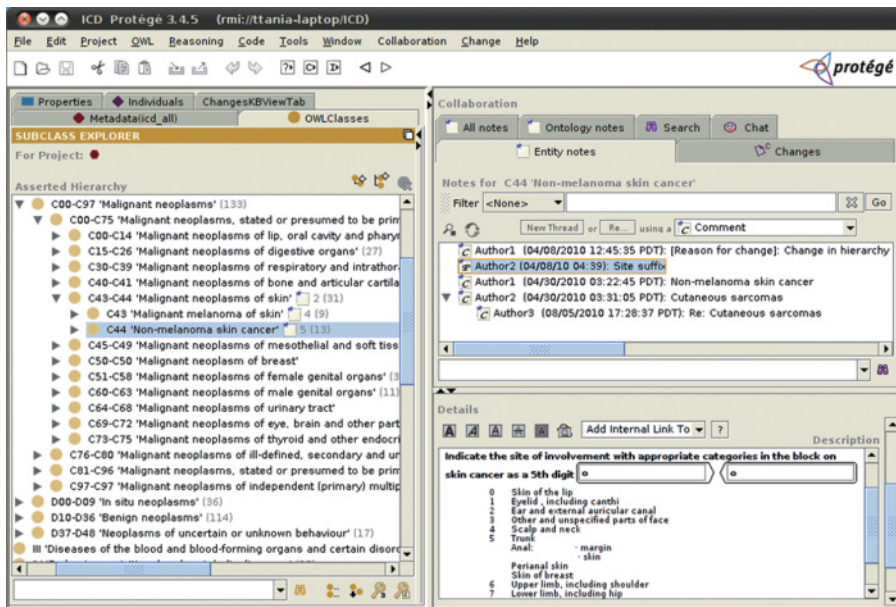 ICD Protégé 3.4.5 (rmi://ttania-laptop/ICD)
File Edit Project OWL Reasoning Code Tools Window Collaboration Change Help
protégé
Properties Individuals ChangesKBViewTab
Metadata(icd_all) OWLClasses
SUBCLASS EXPLORER
For Project:
Asserted Hierarchy
C00-C97 'Malignant neoplasms' (133)
C00-C75 'Malignant neoplasms, stated or presumed to be prim
C00-C14 'Malignant neoplasms of lip, oral cavity and phary
C15-C26 'Malignant neoplasms of digestive organs' (27)
C30-C39 'Malignant neoplasms of respiratory and intrathor
C40-C41 'Malignant neoplasms of bone and articular cartila
C43-C44 'Malignant neoplasms of skin' 2 (31)
C43 'Malignant melanoma of skin' 4 (9)
C44 'Non-melanoma skin cancer' 5 (13)
C45-C49 'Malignant neoplasms of mesothelial and soft tiss
C50-C50 'Malignant neoplasm of breast'
C51-C58 'Malignant neoplasms of female genital organs' (3
C60-C63 'Malignant neoplasms of male genital organs' (11)
C64-C68 'Malignant neoplasms of urinary tract'
C69-C72 'Malignant neoplasms of eye, brain and other part
C73-C75 'Malignant neoplasms of thyroid and other endocri
C76-C80 'Malignant neoplasms of ill-defined, secondary and un
C81-C96 'Malignant neoplasms, stated or presumed to be prim
C97-C97 'Malignant neoplasms of independent (primary) multip
D00-D09 'In situ neoplasms' (36)
D10-D36 'Benign neoplasms' (114)
D37-D48 'Neoplasms of uncertain or unknown behaviour' (17)
III 'Diseases of the blood and blood-forming organs and certain disord
Collaboration
All notes Ontology notes Search Chat
Entity notes Changes
Notes for C44 'Non-melanoma skin cancer'
Filter <None> Go
New Thread or Re... using a Comment
Author1 (04/08/2010 12:45:35 PDT): [Reason for change]: Change in hierarchy
Author2 (04/08/10 04:39): Site suffix
Author1 (04/30/2010 03:22:45 PDT): Non-melanoma skin cancer
Author2 (04/30/2010 03:31:05 PDT): Cutaneous sarcomas
Author3 (08/05/2010 17:28:37 PDT): Re: Cutaneous sarcomas
Details
A A A A A Add Internal Link To ?
Description
Indicate the site of involvement with appropriate categories in the block on
skin cancer as a 5th digit o o
0 Skin of the lip
1 Eyelid , including canthi
2 Ear and external auricular canal
3 Other and unspecified parts of face
4 Scalp and neck
5 Trunk
Anal: - margin
- skin
Perianal skin
Skin of breast
6 Upper limb, including shoulder
7 Lower limb, including hip